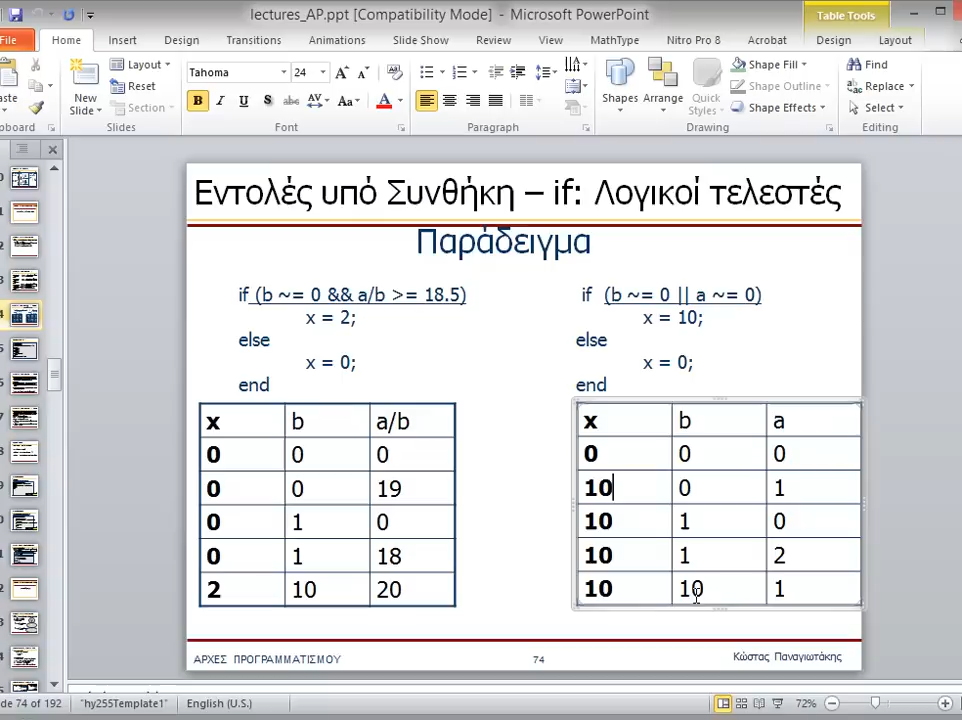 lectures_AP.ppt [Compatibility Mode] - Microsoft PowerPoint
Table Tools
File Home Insert Design Transitions Animations Slide Show Review View MathType Nitro Pro 8 Acrobat Design Layout
Layout
Reset
Section
New
Slide
Tahoma 24
B I U S abc AV Aa A
Shapes Arrange Quick
Styles
Shape Fill
Shape Outline
Shape Effects
Find
Replace
Select
Slides Font Paragraph Drawing Editing
Εντολές υπό Συνθήκη – if: Λογικοί τελεστές
Παράδειγμα
if (b ~= 0 && a/b >= 18.5)
x = 2;
else
x = 0;
end
x b a/b
0 0 0
0 0 19
0 1 0
0 1 18
2 10 20
if (b ~= 0 || a ~= 0)
x = 10;
else
x = 0;
end
x b a
0 0 0
10 0 1
10 1 0
10 1 2
10 10 1
ΑΡΧΕΣ ΠΡΟΓΡΑΜΜΑΤΙΣΜΟΥ
74
Κώστας Παναγιωτάκης
de 74 of 192 "hy255Template1" English (U.S.) 72%